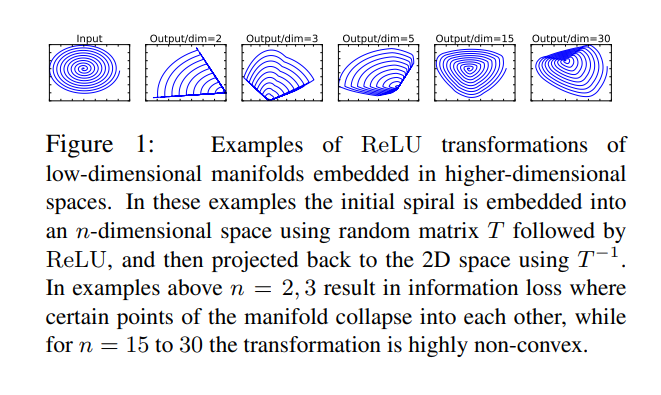 Input Output/dim=2 Output/dim=3 Output/dim=5 Output/dim=15 Output/dim=30
Figure 1: Examples of ReLU transformations of
low-dimensional manifolds embedded in higher-dimensional
spaces. In these examples the initial spiral is embedded into
an n-dimensional space using random matrix T followed by
ReLU, and then projected back to the 2D space using T⁻¹.
In examples above n = 2, 3 result in information loss where
certain points of the manifold collapse into each other, while
for n = 15 to 30 the transformation is highly non-convex.